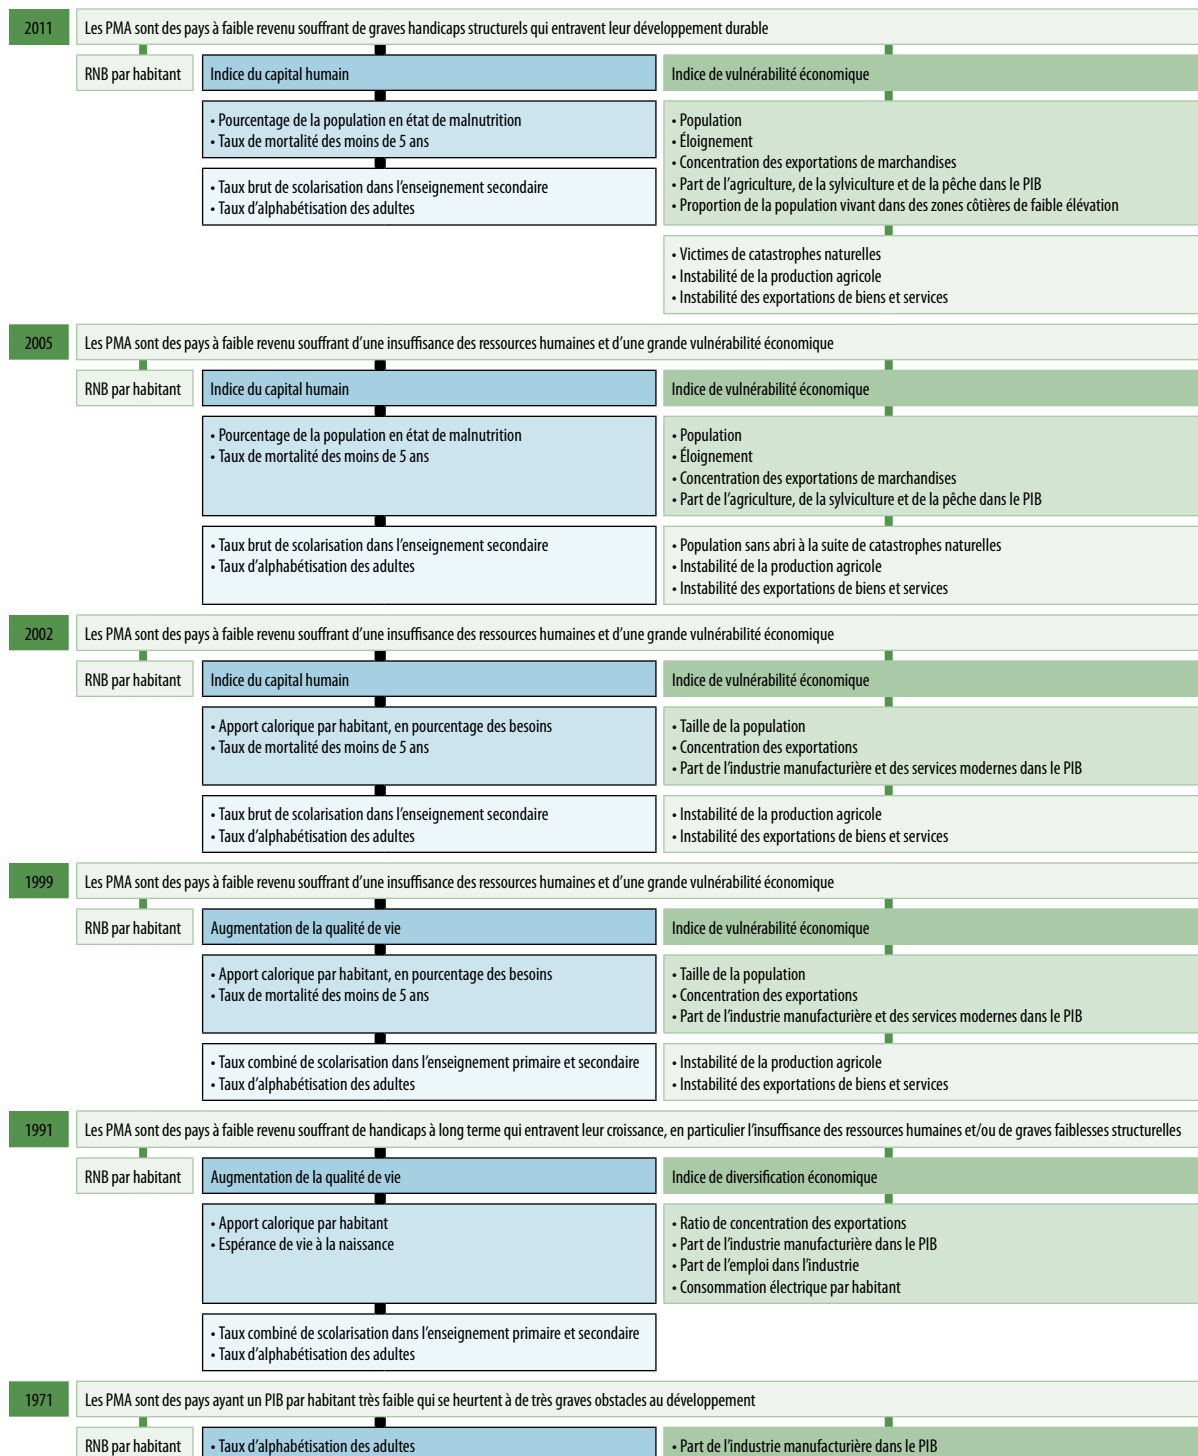 2011
Les PMA sont des pays à faible revenu souffrant de graves handicaps structurels qui entravent leur développement durable
RNB par habitant
Indice du capital humain
• Pourcentage de la population en état de malnutrition
• Taux de mortalité des moins de 5 ans
• Taux brut de scolarisation dans l'enseignement secondaire
• Taux d'alphabétisation des adultes
Indice de vulnérabilité économique
• Population
• Éloignement
• Concentration des exportations de marchandises
• Part de l'agriculture, de la sylviculture et de la pêche dans le PIB
• Proportion de la population vivant dans des zones côtières de faible élévation
• Victimes de catastrophes naturelles
• Instabilité de la production agricole
• Instabilité des exportations de biens et services
2005
Les PMA sont des pays à faible revenu souffrant d'une insuffisance des ressources humaines et d'une grande vulnérabilité économique
RNB par habitant
Indice du capital humain
• Pourcentage de la population en état de malnutrition
• Taux de mortalité des moins de 5 ans
• Taux brut de scolarisation dans l'enseignement secondaire
• Taux d'alphabétisation des adultes
Indice de vulnérabilité économique
• Population
• Éloignement
• Concentration des exportations de marchandises
• Part de l'agriculture, de la sylviculture et de la pêche dans le PIB
• Population sans abri à la suite de catastrophes naturelles
• Instabilité de la production agricole
• Instabilité des exportations de biens et services
2002
Les PMA sont des pays à faible revenu souffrant d'une insuffisance des ressources humaines et d'une grande vulnérabilité économique
RNB par habitant
Indice du capital humain
• Apport calorique par habitant, en pourcentage des besoins
• Taux de mortalité des moins de 5 ans
• Taux brut de scolarisation dans l'enseignement secondaire
• Taux d'alphabétisation des adultes
Indice de vulnérabilité économique
• Taille de la population
• Concentration des exportations
• Part de l'industrie manufacturière et des services modernes dans le PIB
• Instabilité de la production agricole
• Instabilité des exportations de biens et services
1999
Les PMA sont des pays à faible revenu souffrant d'une insuffisance des ressources humaines et d'une grande vulnérabilité économique
RNB par habitant
Augmentation de la qualité de vie
• Apport calorique par habitant, en pourcentage des besoins
• Taux de mortalité des moins de 5 ans
• Taux combiné de scolarisation dans l'enseignement primaire et secondaire
• Taux d'alphabétisation des adultes
Indice de vulnérabilité économique
• Taille de la population
• Concentration des exportations
• Part de l'industrie manufacturière et des services modernes dans le PIB
• Instabilité de la production agricole
• Instabilité des exportations de biens et services
1991
Les PMA sont des pays à faible revenu souffrant de handicaps à long terme qui entravent leur croissance, en particulier l'insuffisance des ressources humaines et/ou de graves faiblesses structurelles
RNB par habitant
Augmentation de la qualité de vie
• Apport calorique par habitant
• Espérance de vie à la naissance
• Taux combiné de scolarisation dans l'enseignement primaire et secondaire
• Taux d'alphabétisation des adultes
Indice de diversification économique
• Ratio de concentration des exportations
• Part de l'industrie manufacturière dans le PIB
• Part de l'emploi dans l'industrie
• Consommation électrique par habitant
1971
Les PMA sont des pays ayant un PIB par habitant très faible qui se heurtent à de très graves obstacles au développement
RNB par habitant
• Taux d'alphabétisation des adultes
• Part de l'industrie manufacturière dans le PIB